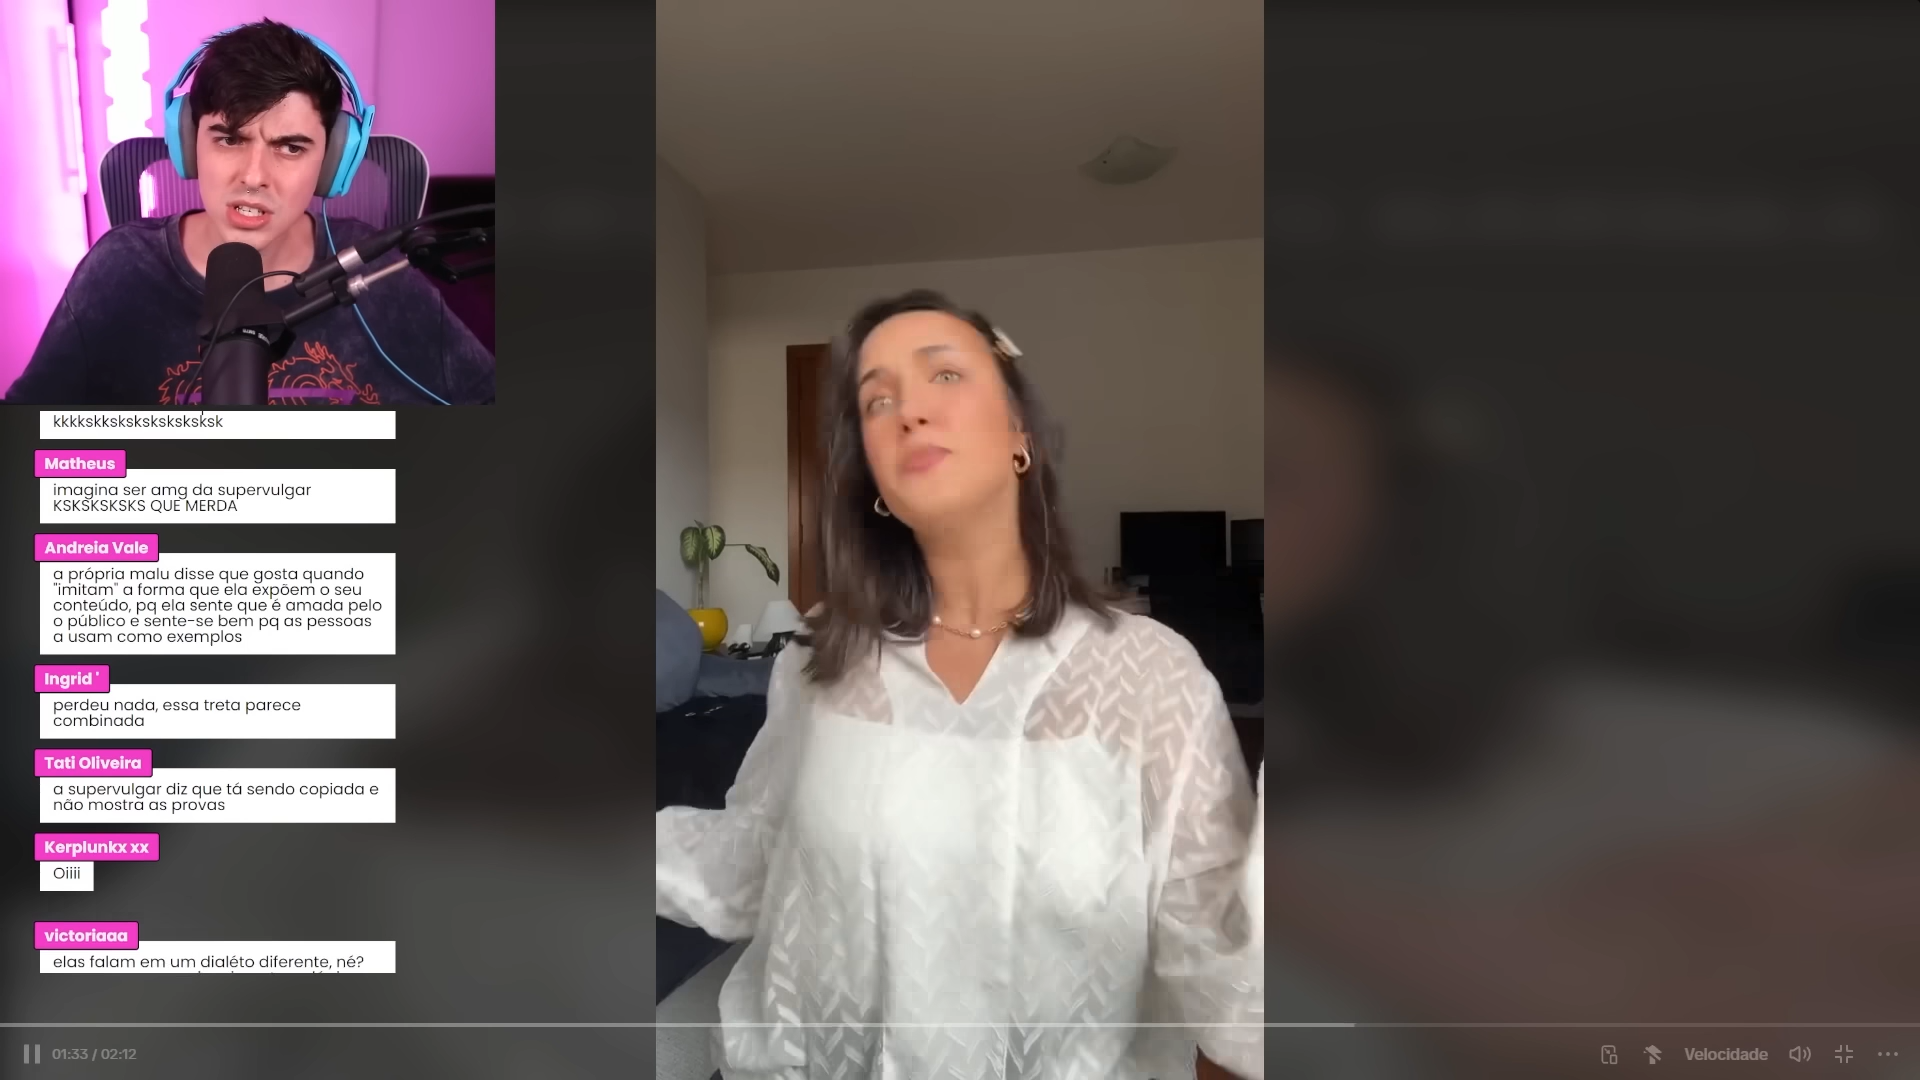 kkkkskksksksksksksksk
Matheus
imagina ser amg da supervulgar
KSKSKSKSKS QUE MERDA
Andreia Vale
a própria malu disse que gosta quando
"imitam" a forma que ela expõem o seu
conteúdo, pq ela sente que é amada pelo
o público e sente-se bem pq as pessoas
a usam como exemplos
Ingrid '
perdeu nada, essa treta parece
combinada
Tati Oliveira
a supervulgar diz que tá sendo copiada e
não mostra as provas
Kerplunkx xx
Oiiii
victoriaaa
elas falam em um dialéto diferente, né?
01:33 / 02:12
Velocidade